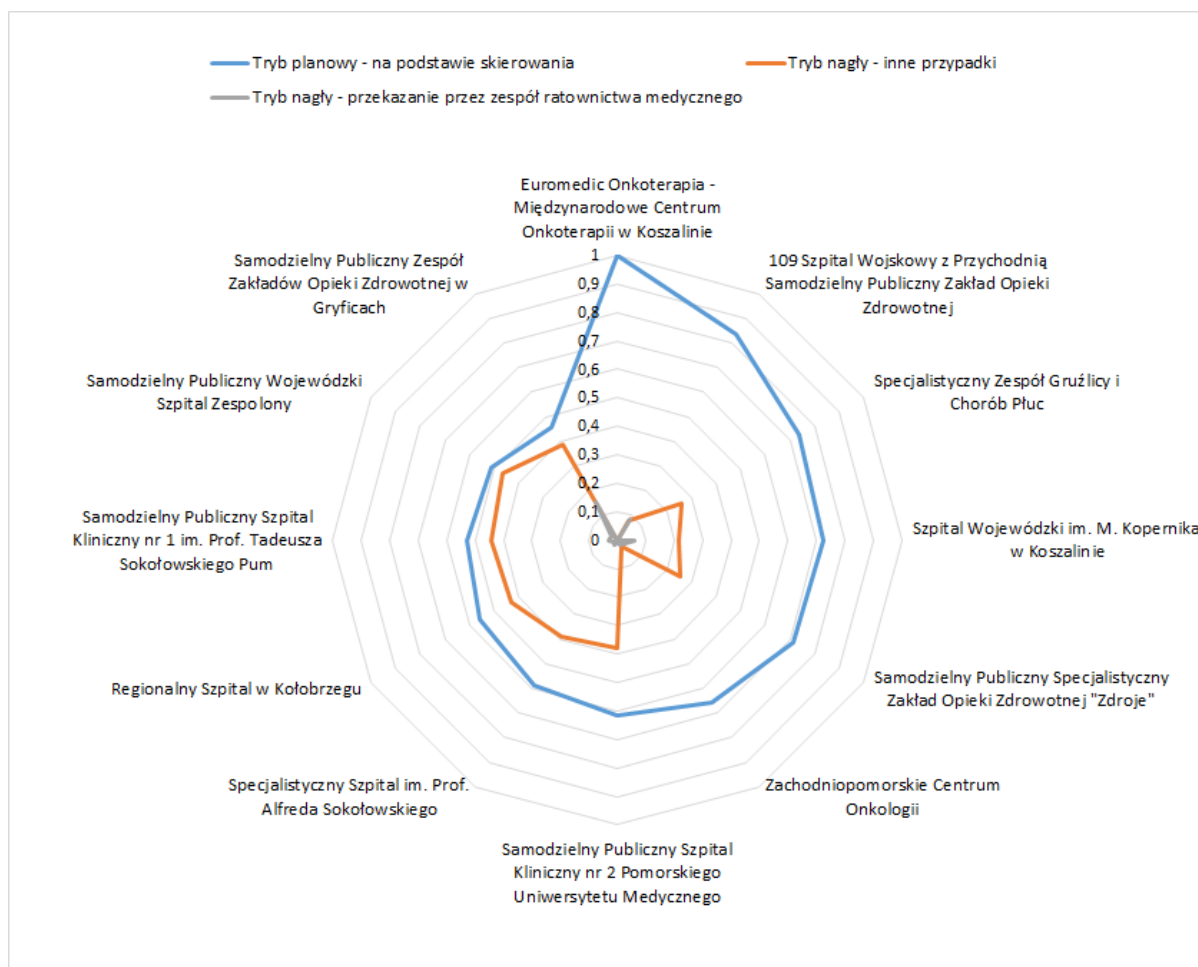 Tryb planowy - na podstawie skierowania
Tryb nagły - inne przypadki
Tryb nagły - przekazanie przez zespół ratownictwa medycznego
Euromedic Onkoterapia -
Międzynarodowe Centrum
Onkoterapii w Koszalinie
109 Szpital Wojskowy z Przychodnią
Samodzielny Publiczny Zakład Opieki
Zdrowotnej
Specjalistyczny Zespół Gruźlicy i
Chorób Płuc
Szpital Wojewódzki im. M. Kopernika
w Koszalinie
Samodzielny Publiczny Specjalistyczny
Zakład Opieki Zdrowotnej "Zdroje"
Zachodniopomorskie Centrum
Onkologii
Samodzielny Publiczny Szpital
Kliniczny nr 2 Pomorskiego
Uniwersytetu Medycznego
Specjalistyczny Szpital im. Prof.
Alfreda Sokołowskiego
Regionalny Szpital w Kołobrzegu
Samodzielny Publiczny Szpital
Kliniczny nr 1 im. Prof. Tadeusza
Sokołowskiego Pum
Samodzielny Publiczny Wojewódzki
Szpital Zespolony
Samodzielny Publiczny Zespół
Zakładów Opieki Zdrowotnej w
Gryficach
1
0,9
0,8
0,7
0,6
0,5
0,4
0,3
0,2
0,1
0